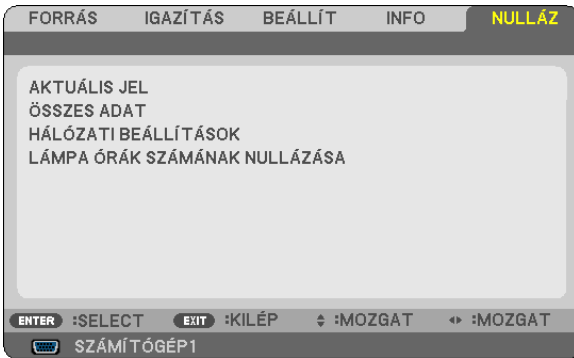 FORRÁS IGAZÍTÁS BEÁLLÍT INFO NULLÁZ
AKTUÁLIS JEL
ÖSSZES ADAT
HÁLÓZATI BEÁLLÍTÁSOK
LÁMPA ÓRÁK SZÁMÁNAK NULLÁZÁSA
ENTER :SELECT EXIT :KILÉP :MOZGAT :MOZGAT
SZÁMÍTÓGÉP1